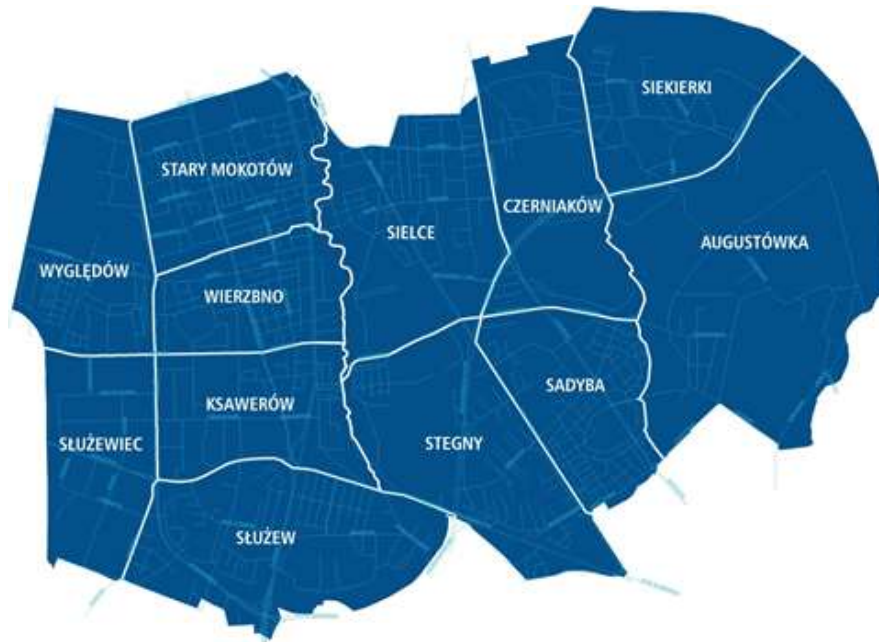 SIEKIERKI
STARY MOKOTÓW
CZERNIAKÓW
SIELCE
AUGUSTÓWKA
WYGLĘDÓW
WIERZBNO
SADYBA
KSAWERÓW
SŁUŻEWIEC
STEGNY
SŁUŻEW